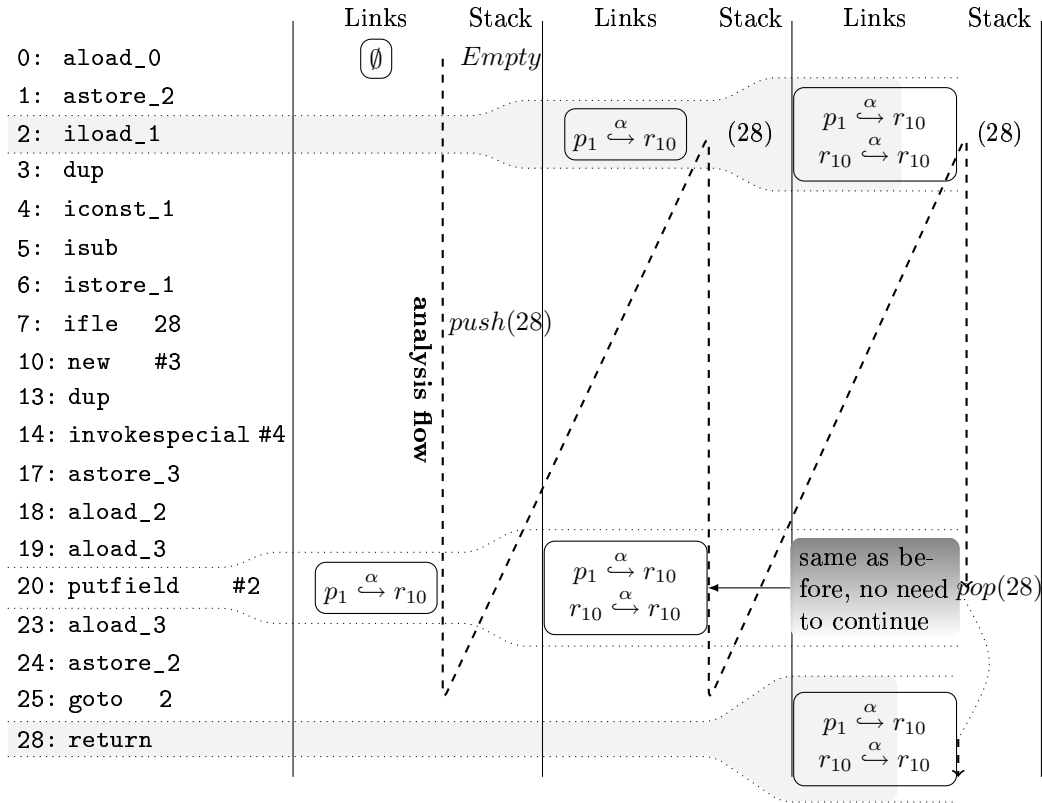 Links Stack Links Stack Links Stack
0: aload_0 ∅ Empty
1: astore_2
2: iload_1 p₁ ↪α r₁₀ (28) p₁ ↪α r₁₀ (28)
r₁₀ ↪α r₁₀
3: dup
4: iconst_1
5: isub
6: istore_1
7: ifle 28 push(28)
analysis flow
10: new #3
13: dup
14: invokespecial #4
17: astore_3
18: aload_2
19: aload_3
20: putfield #2 p₁ ↪α r₁₀
p₁ ↪α r₁₀
r₁₀ ↪α r₁₀
same as be-
fore, no need
to continue
pop(28)
23: aload_3
24: astore_2
25: goto 2
28: return
p₁ ↪α r₁₀
r₁₀ ↪α r₁₀